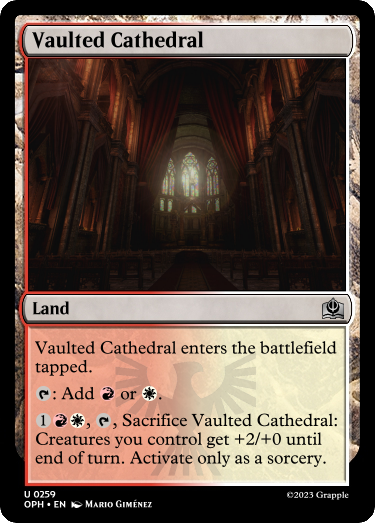 Vaulted Cathedral
Land
Vaulted Cathedral enters the battlefield
tapped.
: Add or .
1, , Sacrifice Vaulted Cathedral:
Creatures you control get +2/+0 until
end of turn. Activate only as a sorcery.
U 0259
OPH • EN Mario Giménez
©2023 Grapple